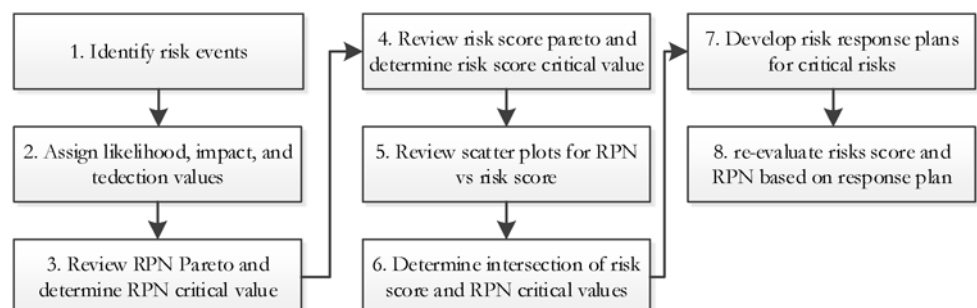 1. Identify risk events
2. Assign likelihood, impact, and
tedection values
3. Review RPN Pareto and
determine RPN critical value
4. Review risk score pareto and
determine risk score critical value
5. Review scatter plots for RPN
vs risk score
6. Determine intersection of risk
score and RPN critical values
7. Develop risk response plans
for critical risks
8. re-evaluate risks score and
RPN based on response plan